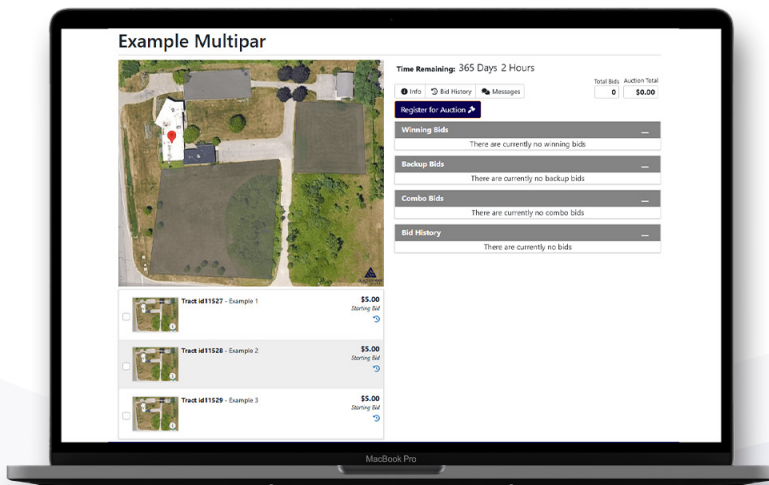 Example Multipar
Time Remaining: 365 Days 2 Hours
Total Bids Auction Total
0 $0.00
Info Bid History Messages
Register for Auction
Winning Bids
There are currently no winning bids
Backup Bids
There are currently no backup bids
Combo Bids
There are currently no combo bids
Bid History
There are currently no bids
Tract id11527 - Example 1
$5.00
Starting Bid
Tract id11528 - Example 2
$5.00
Starting Bid
Tract id11529 - Example 3
$5.00
Starting Bid
MacBook Pro